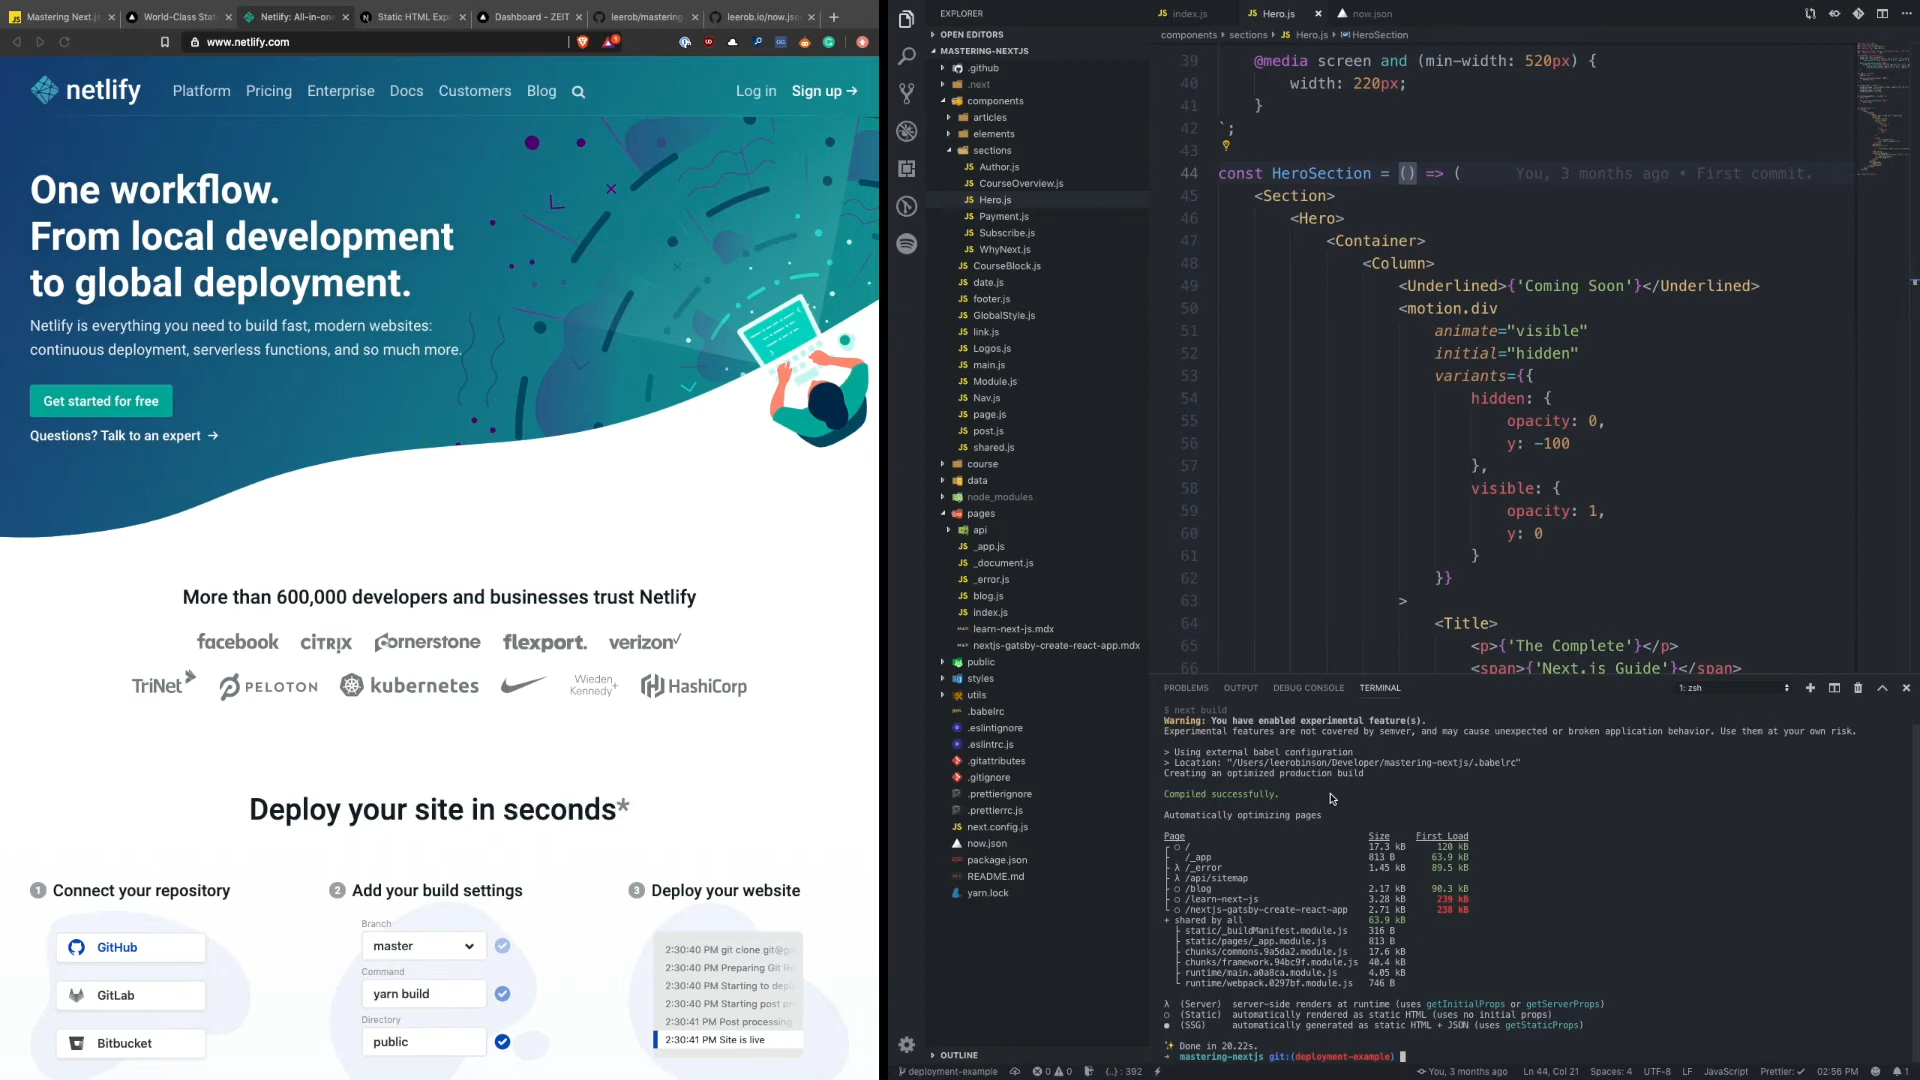 Mastering Next.js
World-Class Stat
Netlify: All-in-on
Static HTML Exp
Dashboard - ZEIT
leerob/mastering
leerob.io/now.jso
www.netlify.com
netlify
Platform Pricing Enterprise Docs Customers Blog
Log in Sign up →
One workflow.
From local development
to global deployment.
Netlify is everything you need to build fast, modern websites:
continuous deployment, serverless functions, and so much more.
Get started for free
Questions? Talk to an expert →
More than 600,000 developers and businesses trust Netlify
facebook citrix Cornerstone flexport. verizon✓
TriNet PELOTON kubernetes Wieden Kennedy+ HashiCorp
Deploy your site in seconds*
1 Connect your repository
GitHub
GitLab
Bitbucket
2 Add your build settings
Branch
master
Command
yarn build
Directory
public
3 Deploy your website
2:30:40 PM git clone git@g
2:30:40 PM Preparing Git Re
2:30:40 PM Starting to depl
2:30:40 PM Starting post pr
2:30:41 PM Post processing
2:30:41 PM Site is live
EXPLORER
OPEN EDITORS
MASTERING-NEXTJS
.github
.next
components
articles
elements
sections
Author.js
CourseOverview.js
Hero.js
Payment.js
Subscribe.js
WhyNext.js
CourseBlock.js
date.js
footer.js
GlobalStyle.js
link.js
Logos.js
main.js
Module.js
Nav.js
page.js
post.js
shared.js
course
data
node_modules
pages
api
_app.js
_document.js
_error.js
blog.js
index.js
learn-next-js.mdx
nextjs-gatsby-create-react-app.mdx
public
styles
utils
.babelrc
.eslintignore
.eslintrc.js
.gitattributes
.gitignore
.prettierignore
.prettierrc.js
next.config.js
now.json
package.json
README.md
yarn.lock
OUTLINE
index.js
Hero.js
now.json
components › sections › JS Hero.js › HeroSection
39 @media screen and (min-width: 520px) {
40 width: 220px;
41 }
42 `;
43
44 const HeroSection = () => ( You, 3 months ago • First commit.
45 <Section>
46 <Hero>
47 <Container>
48 <Column>
49 <Underlined>{'Coming Soon'}</Underlined>
50 <motion.div
51 animate="visible"
52 initial="hidden"
53 variants={{
54 hidden: {
55 opacity: 0,
56 y: -100
57 },
58 visible: {
59 opacity: 1,
60 y: 0
61 }
62 }}
63 >
64 <Title>
65 <p>{'The Complete'}</p>
66 <span>{'Next.js Guide'}</span>
PROBLEMS OUTPUT DEBUG CONSOLE TERMINAL 1: zsh
$ next build
Warning: You have enabled experimental feature(s).
Experimental features are not covered by semver, and may cause unexpected or broken application behavior. Use them at your own risk.
> Using external babel configuration
> Location: "/Users/leerobinson/Developer/mastering-nextjs/.babelrc"
Creating an optimized production build
Compiled successfully.
Automatically optimizing pages
Page Size First Load
┌ ○ / 17.3 kB 120 kB
├ /_app 813 B 63.9 kB
├ λ /_error 1.45 kB 89.5 kB
├ λ /api/sitemap
├ ○ /blog 2.17 kB 90.3 kB
├ ○ /learn-next-js 3.28 kB 239 kB
└ ○ /nextjs-gatsby-create-react-app 2.71 kB 238 kB
+ shared by all 63.9 kB
├ static/_buildManifest.module.js 316 B
├ static/pages/_app.module.js 813 B
├ chunks/commons.9a5da2.module.js 17.6 kB
├ chunks/framework.94bc9f.module.js 40.4 kB
├ runtime/main.a0a8ca.module.js 4.05 kB
└ runtime/webpack.0297bf.module.js 746 B
λ (Server) server-side renders at runtime (uses getInitialProps or getServerProps)
○ (Static) automatically rendered as static HTML (uses no initial props)
● (SSG) automatically generated as static HTML + JSON (uses getStaticProps)
✨ Done in 20.22s.
→ mastering-nextjs git:(deployment-example)
deployment-example 0 0 {..} : 392 You, 3 months ago Ln 44, Col 21 Spaces: 4 UTF-8 LF JavaScript Prettier: ✓ 02:56 PM 1